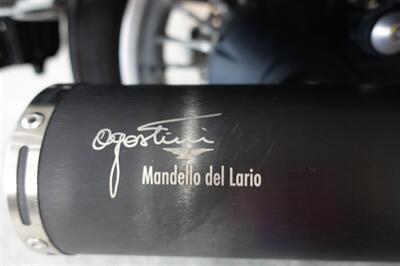 agostini
Mandello del Lario